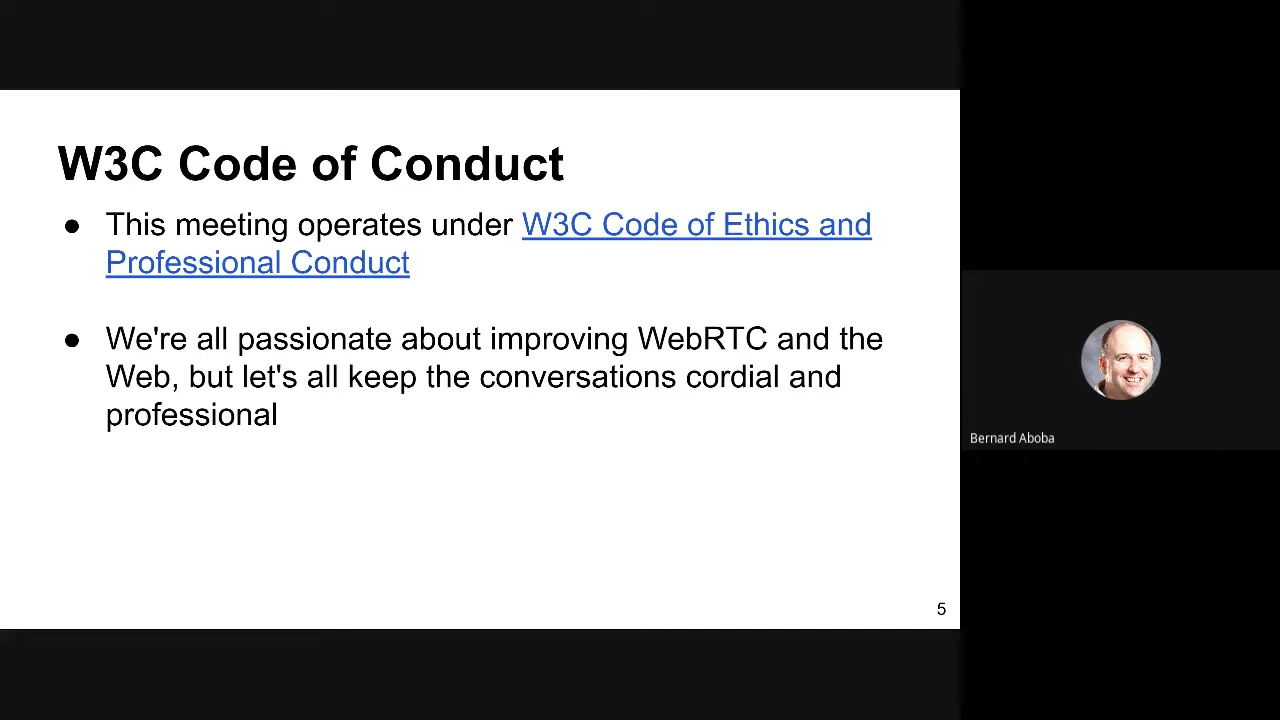 W3C Code of Conduct
● This meeting operates under W3C Code of Ethics and
Professional Conduct
● We're all passionate about improving WebRTC and the
Web, but let's all keep the conversations cordial and
professional
5
Bernard Aboba